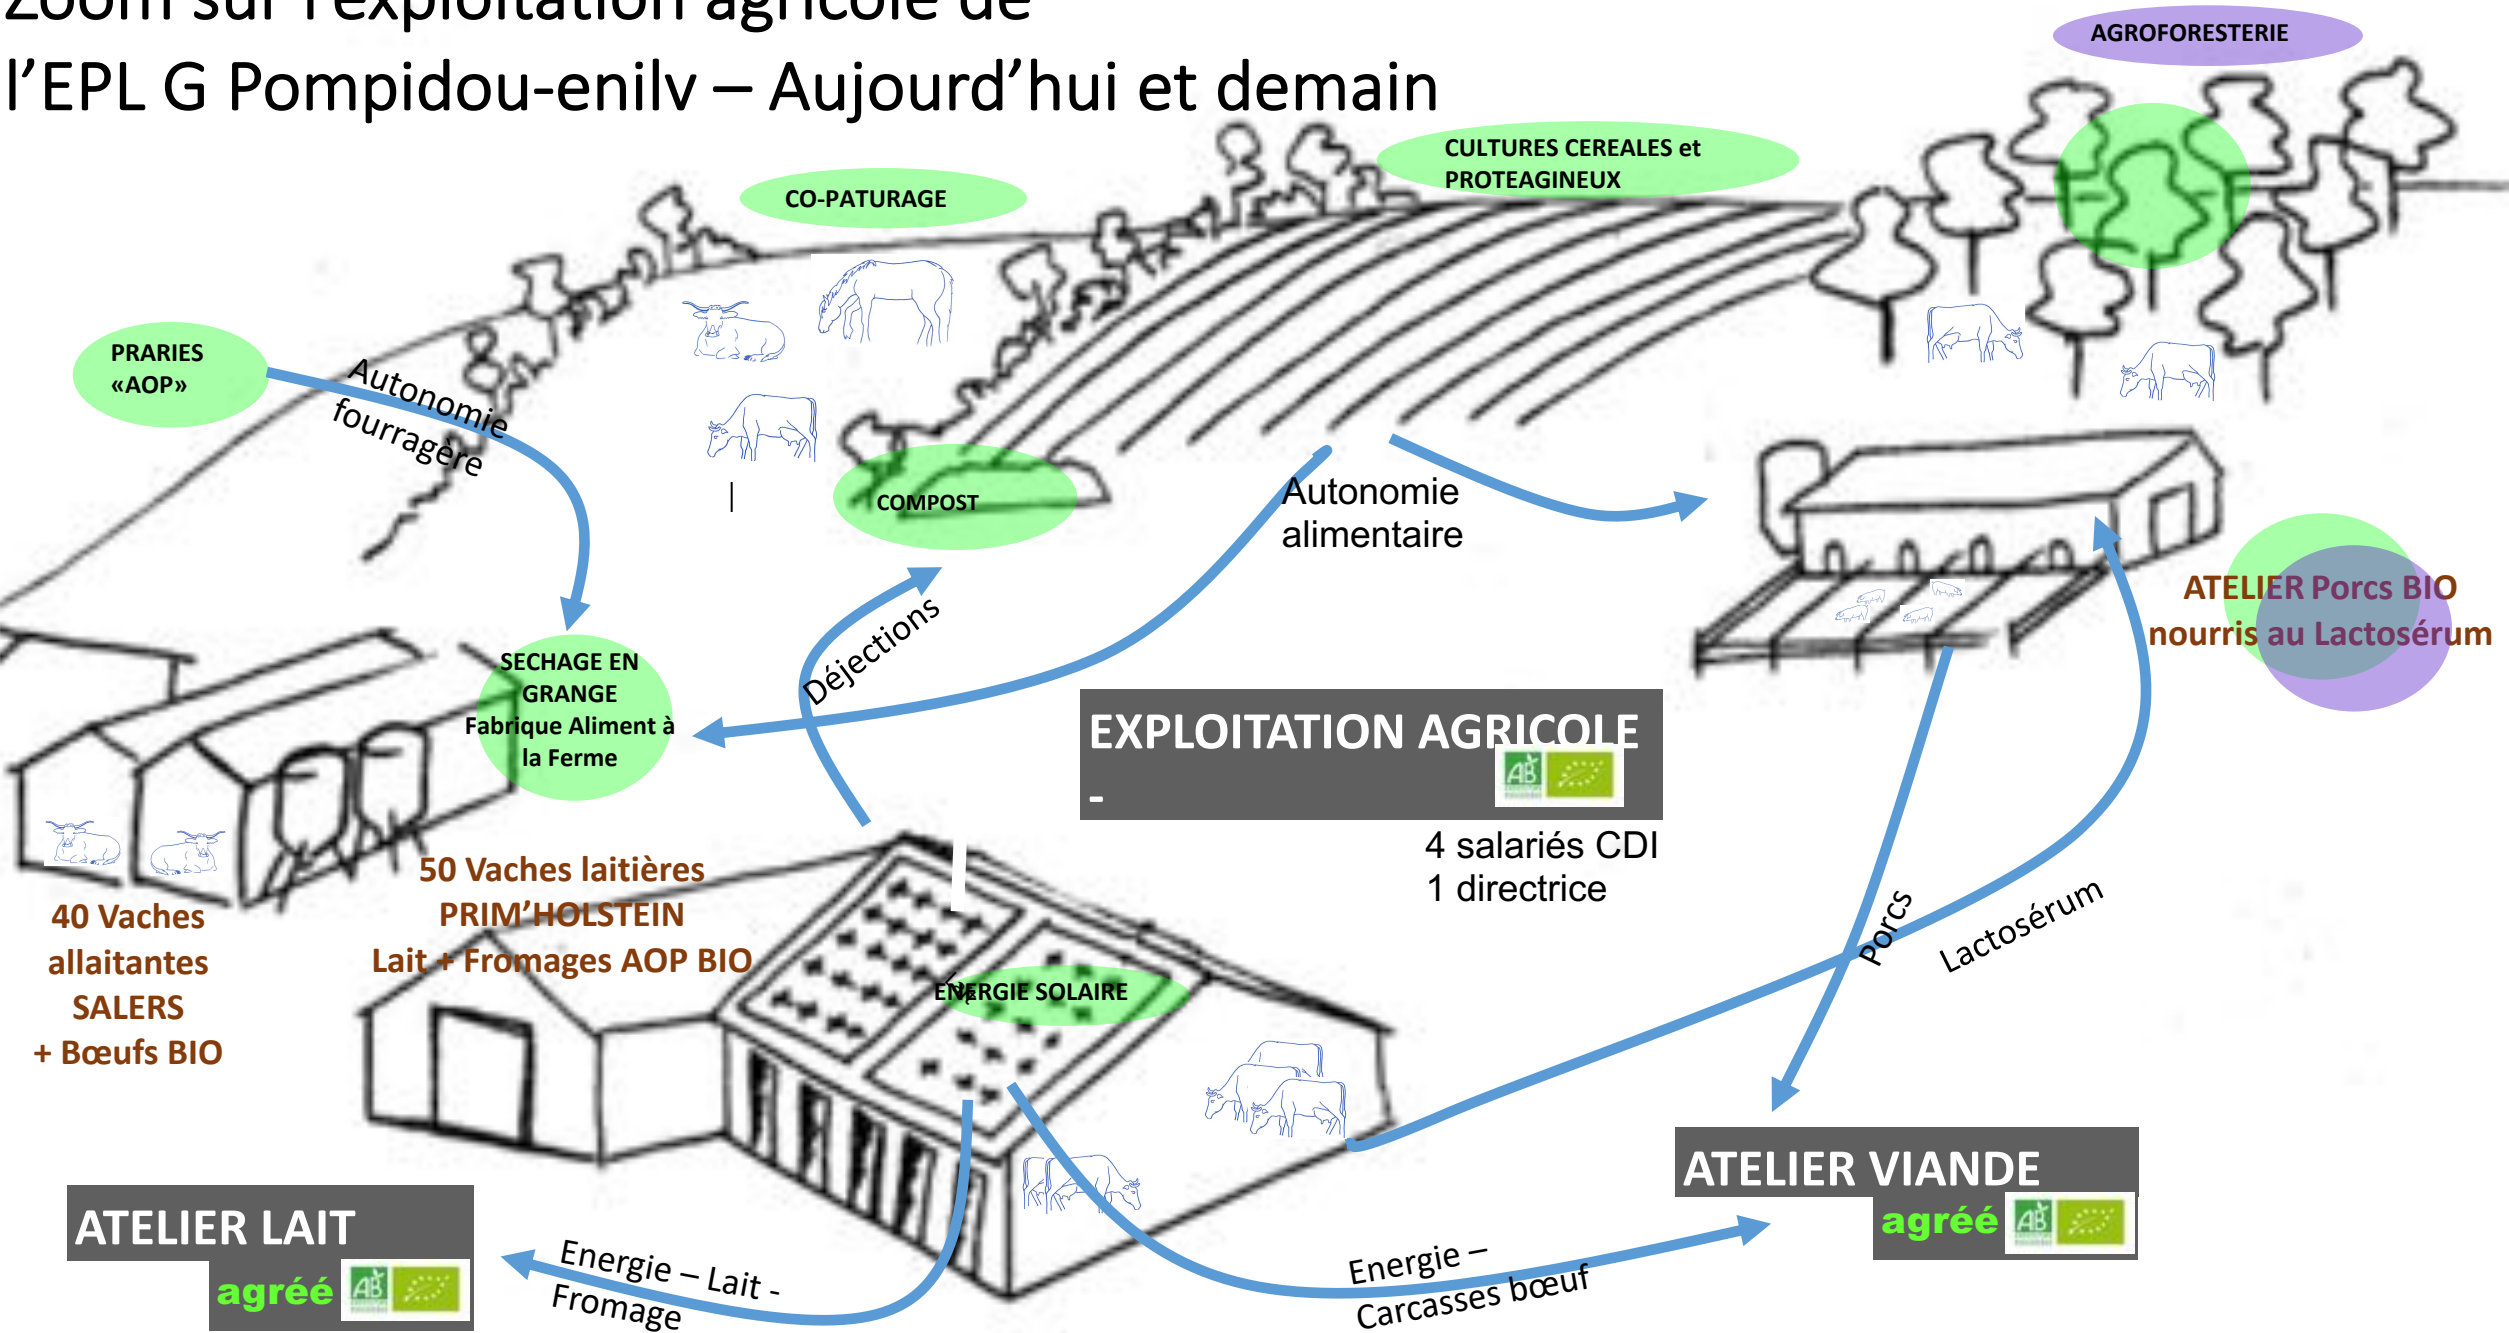 Zoom sur l'exploitation agricole de
l'EPL G Pompidou-enilv – Aujourd'hui et demain
AGROFORESTERIE
CULTURES CEREALES et
PROTEAGINEUX
CO-PATURAGE
PRARIES
«AOP»
Autonomie
fourragère
COMPOST
Autonomie
alimentaire
Déjections
ATELIER Porcs BIO
nourris au Lactosérum
SECHAGE EN
GRANGE
Fabrique Aliment à
la Ferme
EXPLOITATION AGRICOLE
-
AB
4 salariés CDI
1 directrice
50 Vaches laitières
PRIM'HOLSTEIN
Lait + Fromages AOP BIO
40 Vaches
allaitantes
SALERS
+ Bœufs BIO
Porcs
Lactosérum
ENERGIE SOLAIRE
ATELIER VIANDE
agréé
AB
ATELIER LAIT
agréé
AB
Energie – Lait -
Fromage
Energie –
Carcasses bœuf